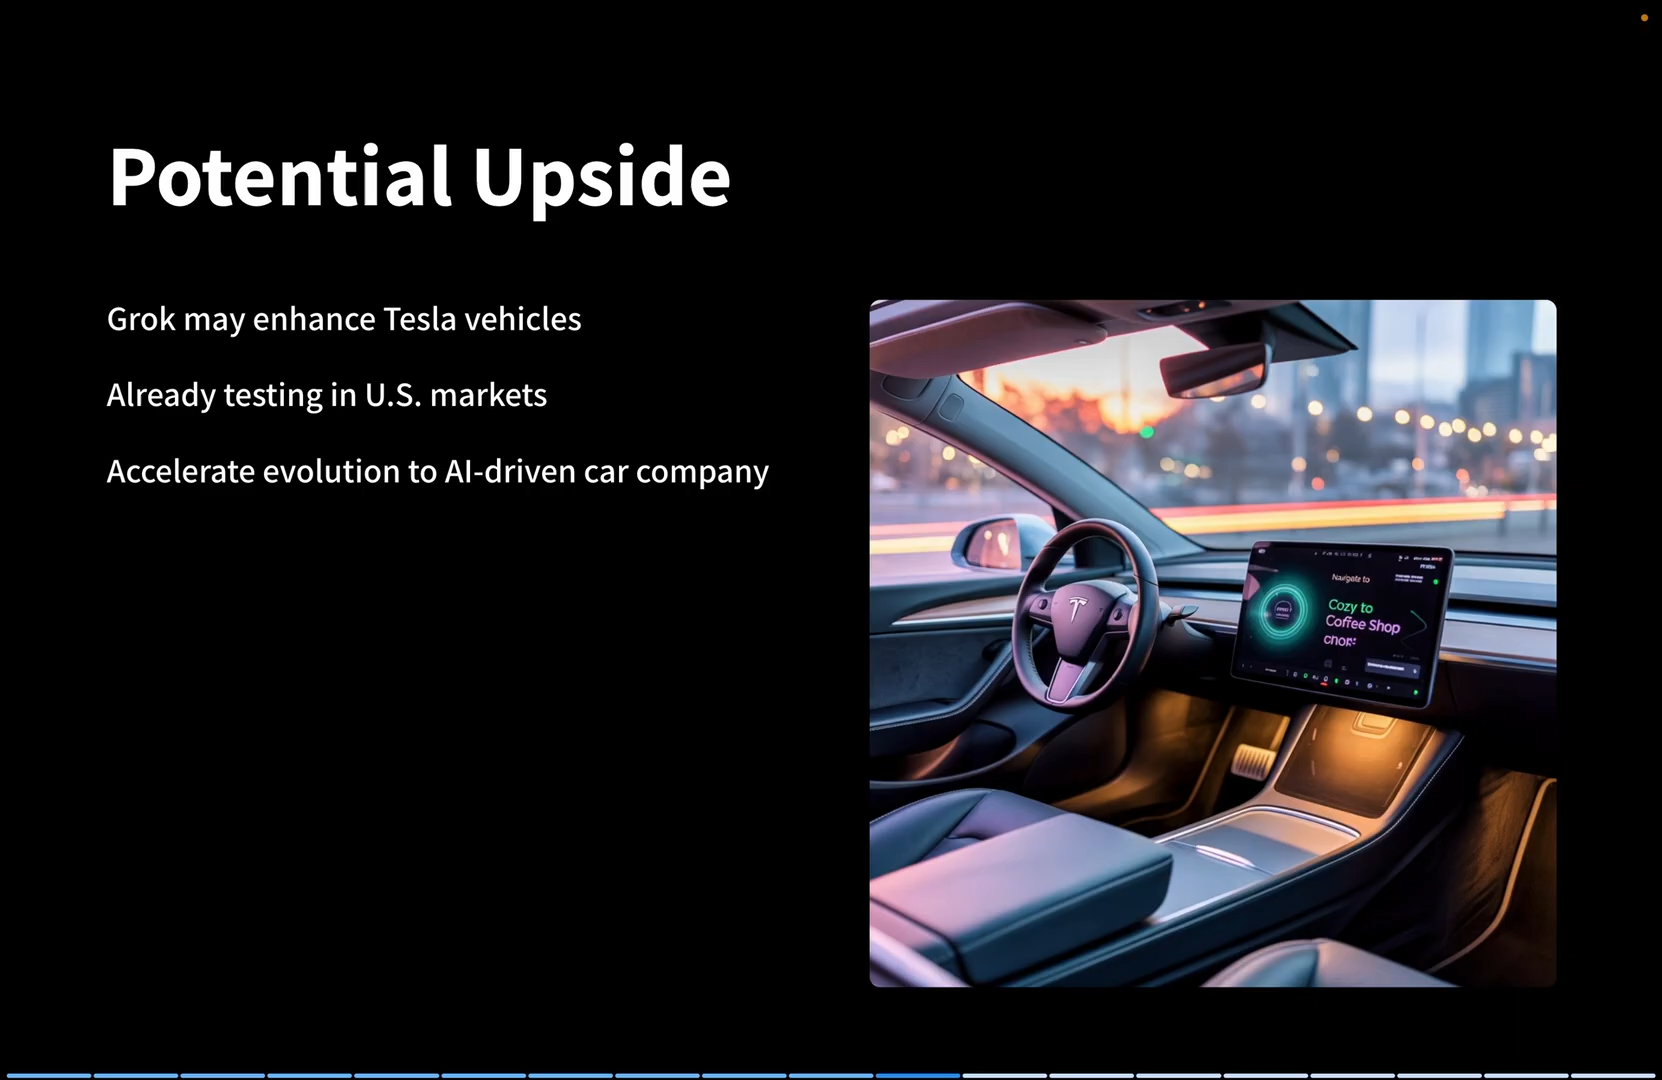 Potential Upside
Grok may enhance Tesla vehicles
Already testing in U.S. markets
Accelerate evolution to AI-driven car company
Navigate to
Cozy to
Coffee Shop